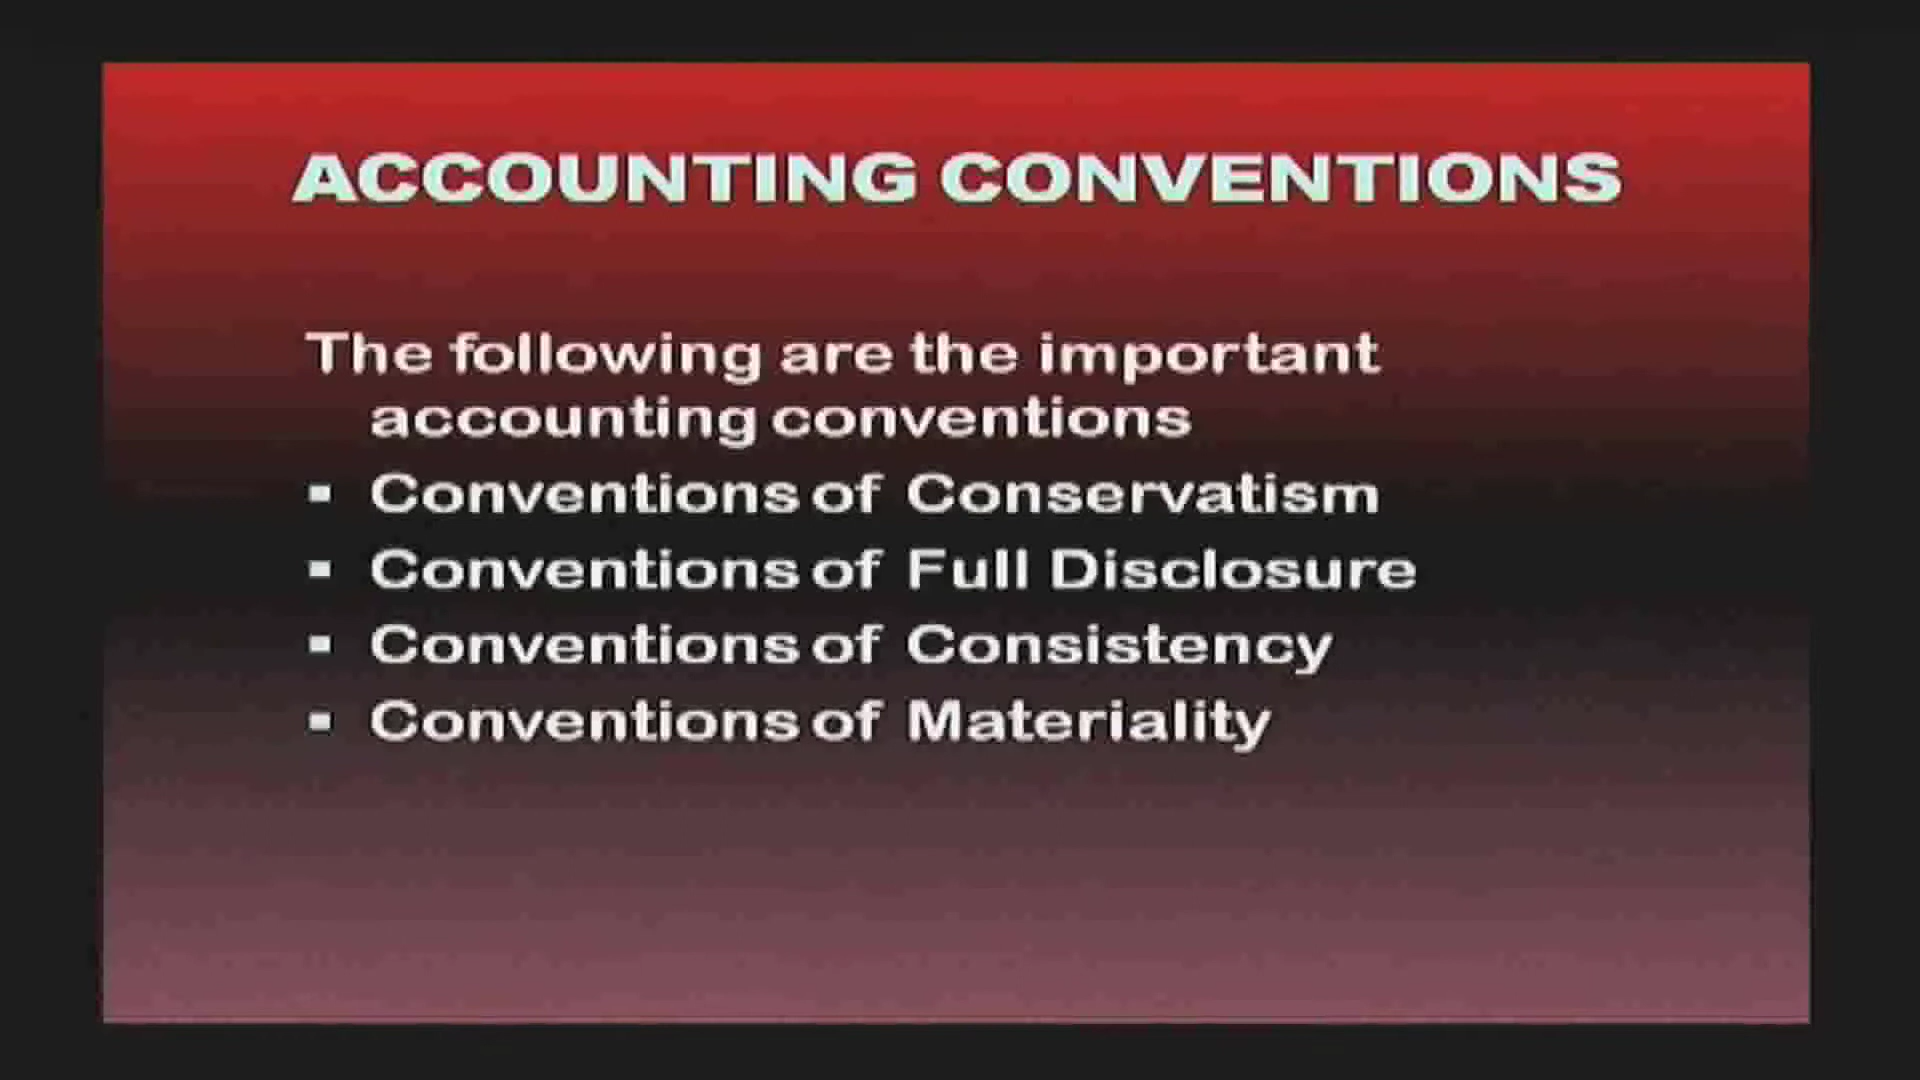 ACCOUNTING CONVENTIONS
The following are the important
accounting conventions
▪ Conventions of Conservatism
▪ Conventions of Full Disclosure
▪ Conventions of Consistency
▪ Conventions of Materiality